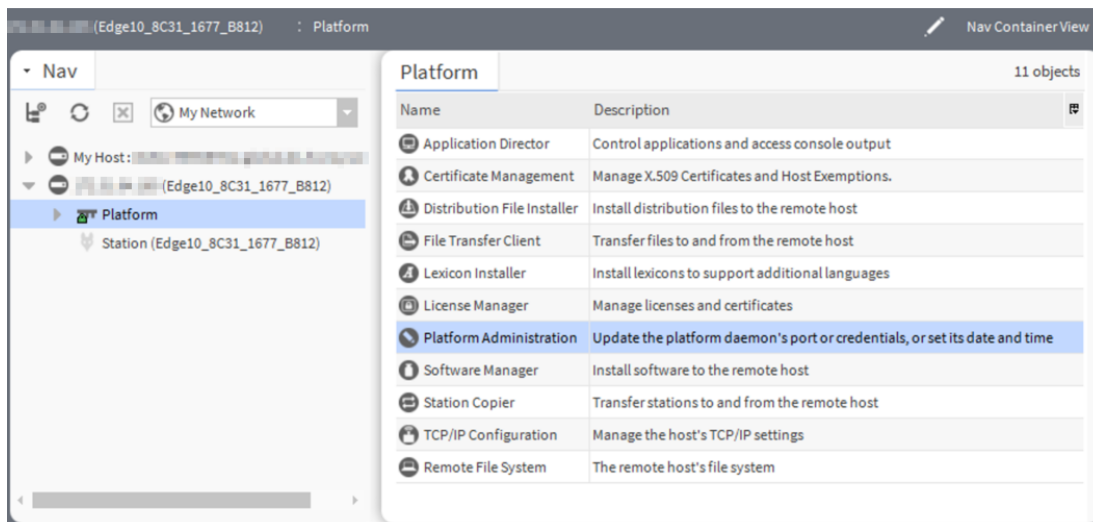 (Edge10_8C31_1677_B812) : Platform Nav Container View
Nav
My Network
My Host :
(Edge10_8C31_1677_B812)
Platform
Station (Edge10_8C31_1677_B812)
Platform 11 objects
Name Description
Application Director Control applications and access console output
Certificate Management Manage X.509 Certificates and Host Exemptions.
Distribution File Installer Install distribution files to the remote host
File Transfer Client Transfer files to and from the remote host
Lexicon Installer Install lexicons to support additional languages
License Manager Manage licenses and certificates
Platform Administration Update the platform daemon's port or credentials, or set its date and time
Software Manager Install software to the remote host
Station Copier Transfer stations to and from the remote host
TCP/IP Configuration Manage the host's TCP/IP settings
Remote File System The remote host's file system